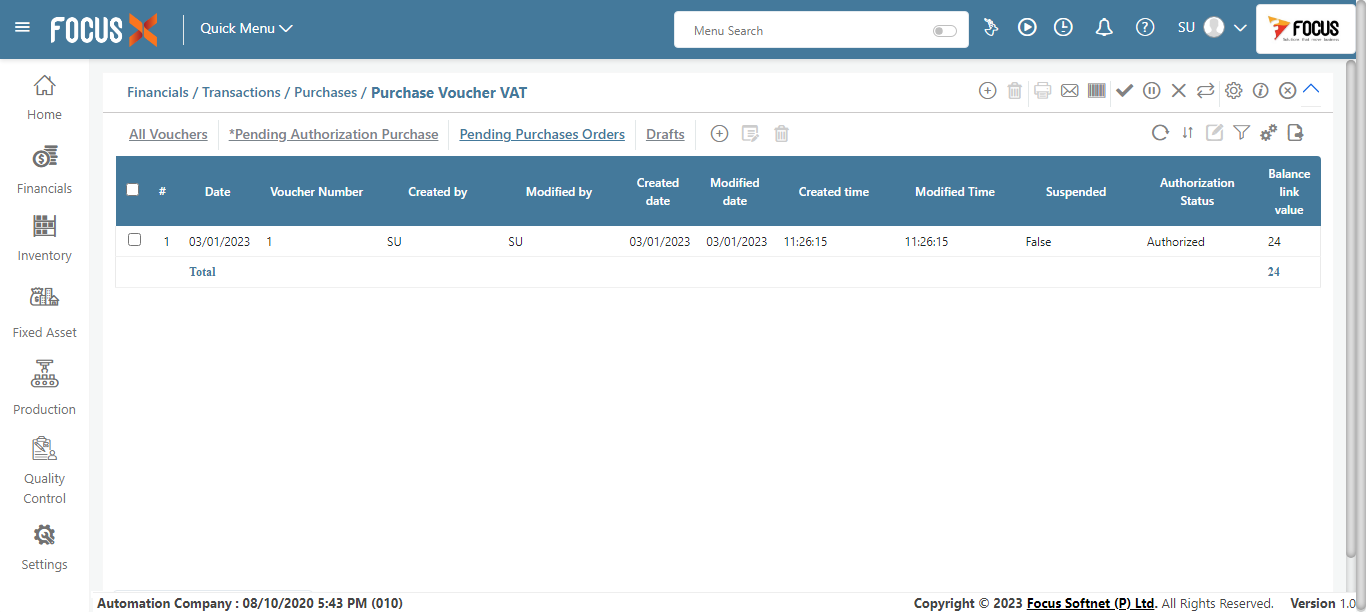 FOCUS X
Quick Menu
Menu Search
SU
FOCUS
Home
Financials
Inventory
Fixed Asset
Production
Quality
Control
Settings
Financials / Transactions / Purchases / Purchase Voucher VAT
All Vouchers
*Pending Authorization Purchase
Pending Purchases Orders
Drafts
# Date Voucher Number Created by Modified by Created date Modified date Created time Modified Time Suspended Authorization Status Balance link value
1 03/01/2023 1 SU SU 03/01/2023 03/01/2023 11:26:15 11:26:15 False Authorized 24
Total 24
Automation Company : 08/10/2020 5:43 PM (010)
Copyright © 2023 Focus Softnet (P) Ltd. All Rights Reserved. Version 1.0